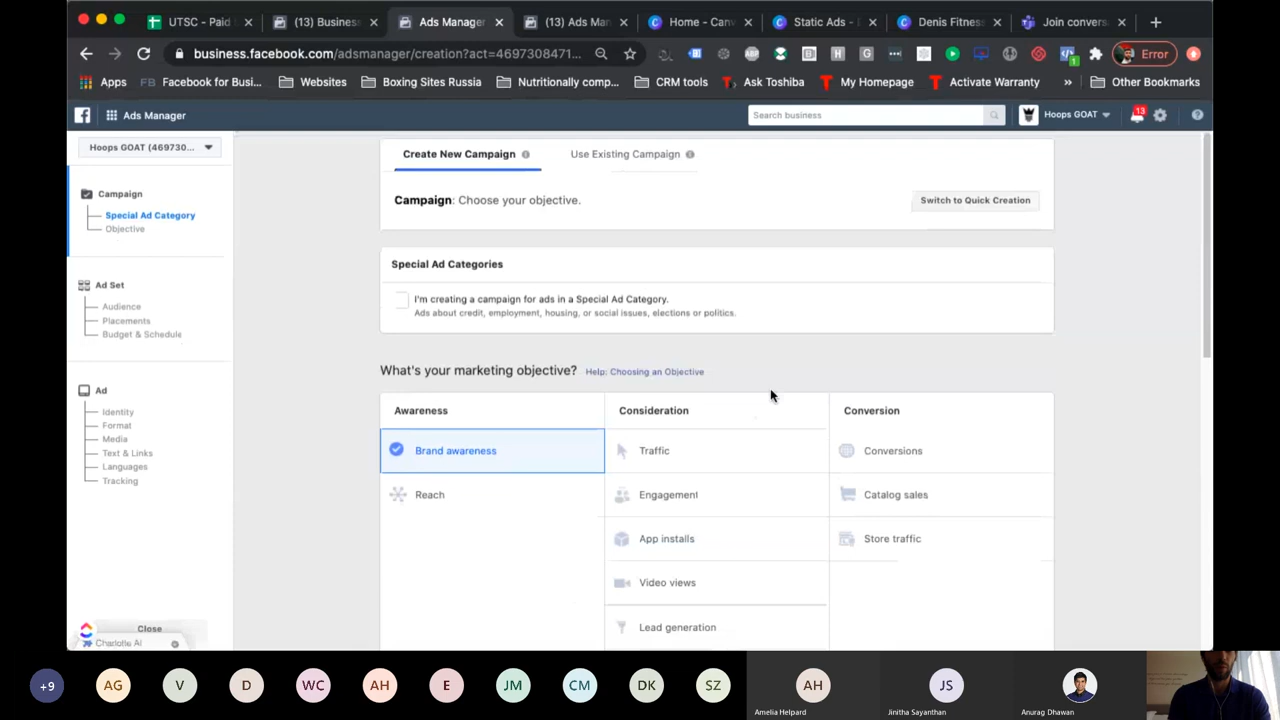 UTSC - Paid
(13) Business
Ads Manager
(13) Ads Man
Home - Canv
Static Ads -
Denis Fitness
Join convers
business.facebook.com/adsmanager/creation?act=4697308471...
Error
Apps
Facebook for Busi...
Websites
Boxing Sites Russia
Nutritionally comp...
CRM tools
Ask Toshiba
My Homepage
Activate Warranty
»
Other Bookmarks
Ads Manager
Search business
Hoops GOAT
13
Hoops GOAT (469730...
Campaign
Special Ad Category
Objective
Ad Set
Audience
Placements
Budget & Schedule
Ad
Identity
Format
Media
Text & Links
Languages
Tracking
Close
Charlotte AI
Create New Campaign
Use Existing Campaign
Campaign: Choose your objective.
Switch to Quick Creation
Special Ad Categories
I'm creating a campaign for ads in a Special Ad Category.
Ads about credit, employment, housing, or social issues, elections or politics.
What's your marketing objective? Help: Choosing an Objective
Awareness
Consideration
Conversion
Brand awareness
Traffic
Conversions
Reach
Engagement
Catalog sales
App installs
Store traffic
Video views
Lead generation
+9
AG
V
D
WC
AH
E
JM
CM
DK
SZ
AH
JS
Amelia Helpard
Jinitha Sayanthan
Anurag Dhawan